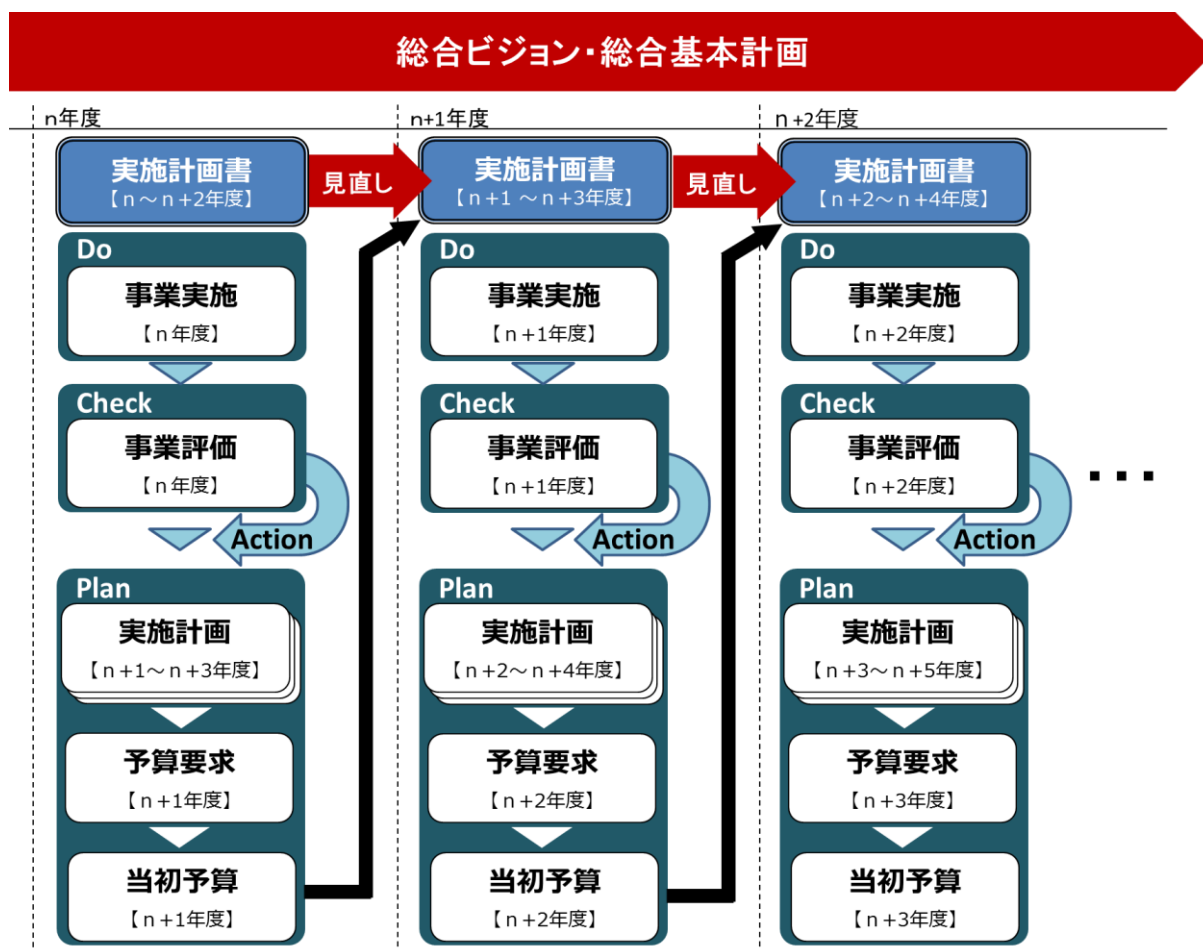 総合ビジョン・総合基本計画
n年度
実施計画書
【n～n+2年度】
見直し
Do
事業実施
【n年度】
Check
事業評価
【n年度】
Action
Plan
実施計画
【n+1～n+3年度】
予算要求
【n+1年度】
当初予算
【n+1年度】
n+1年度
実施計画書
【n+1～n+3年度】
見直し
Do
事業実施
【n+1年度】
Check
事業評価
【n+1年度】
Action
Plan
実施計画
【n+2～n+4年度】
予算要求
【n+2年度】
当初予算
【n+2年度】
n+2年度
実施計画書
【n+2～n+4年度】
Do
事業実施
【n+2年度】
Check
事業評価
【n+2年度】
Action
Plan
実施計画
【n+3～n+5年度】
予算要求
【n+3年度】
当初予算
【n+3年度】
・・・